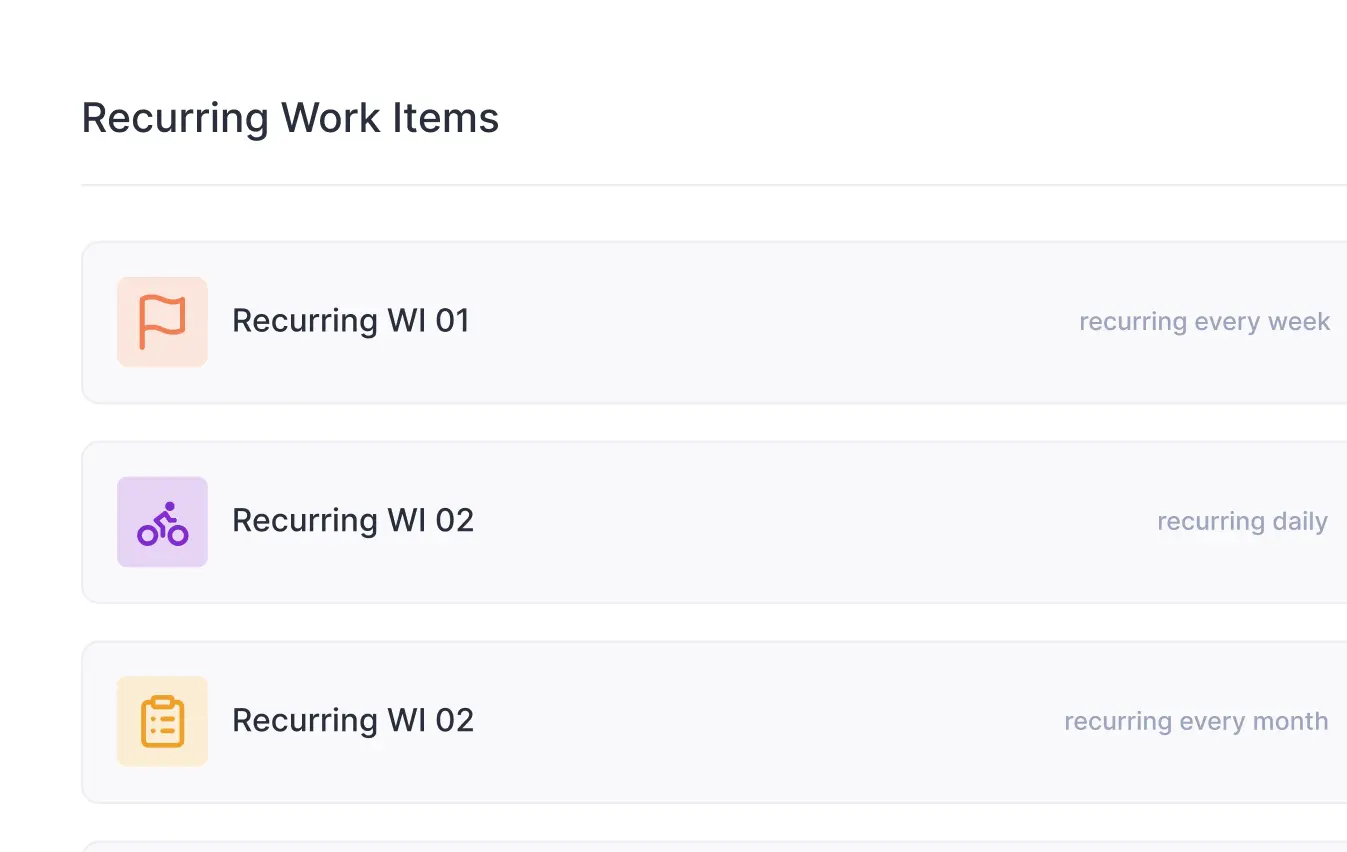 Recurring Work Items
Recurring WI 01
recurring every week
Recurring WI 02
recurring daily
Recurring WI 02
recurring every month